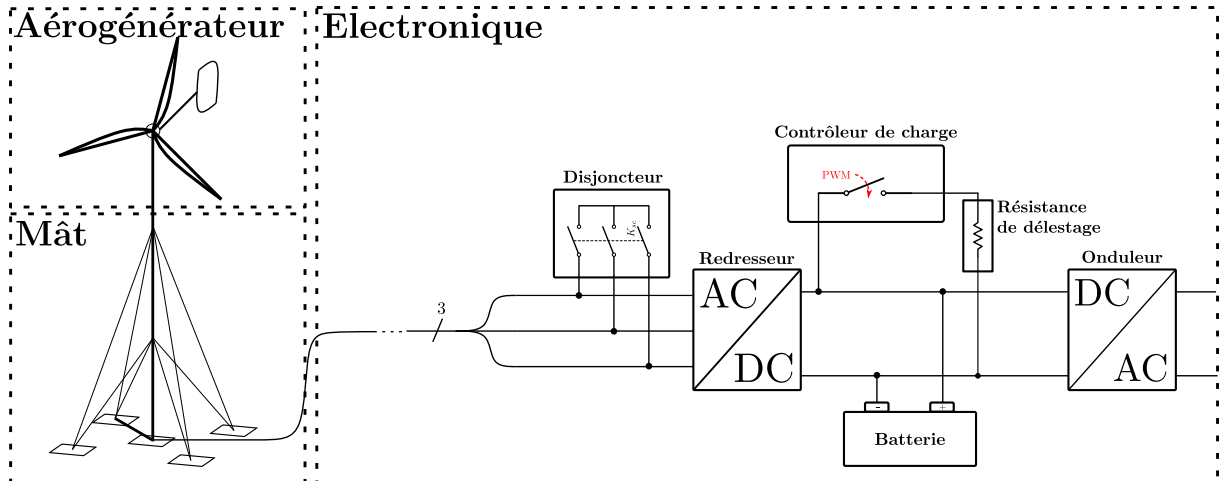 Aérogénérateur
Electronique
Mât
Contrôleur de charge
PWM
Disjoncteur
K_sc
Résistance
de délestage
Redresseur
Onduleur
3
AC
DC
DC
AC
- +
Batterie